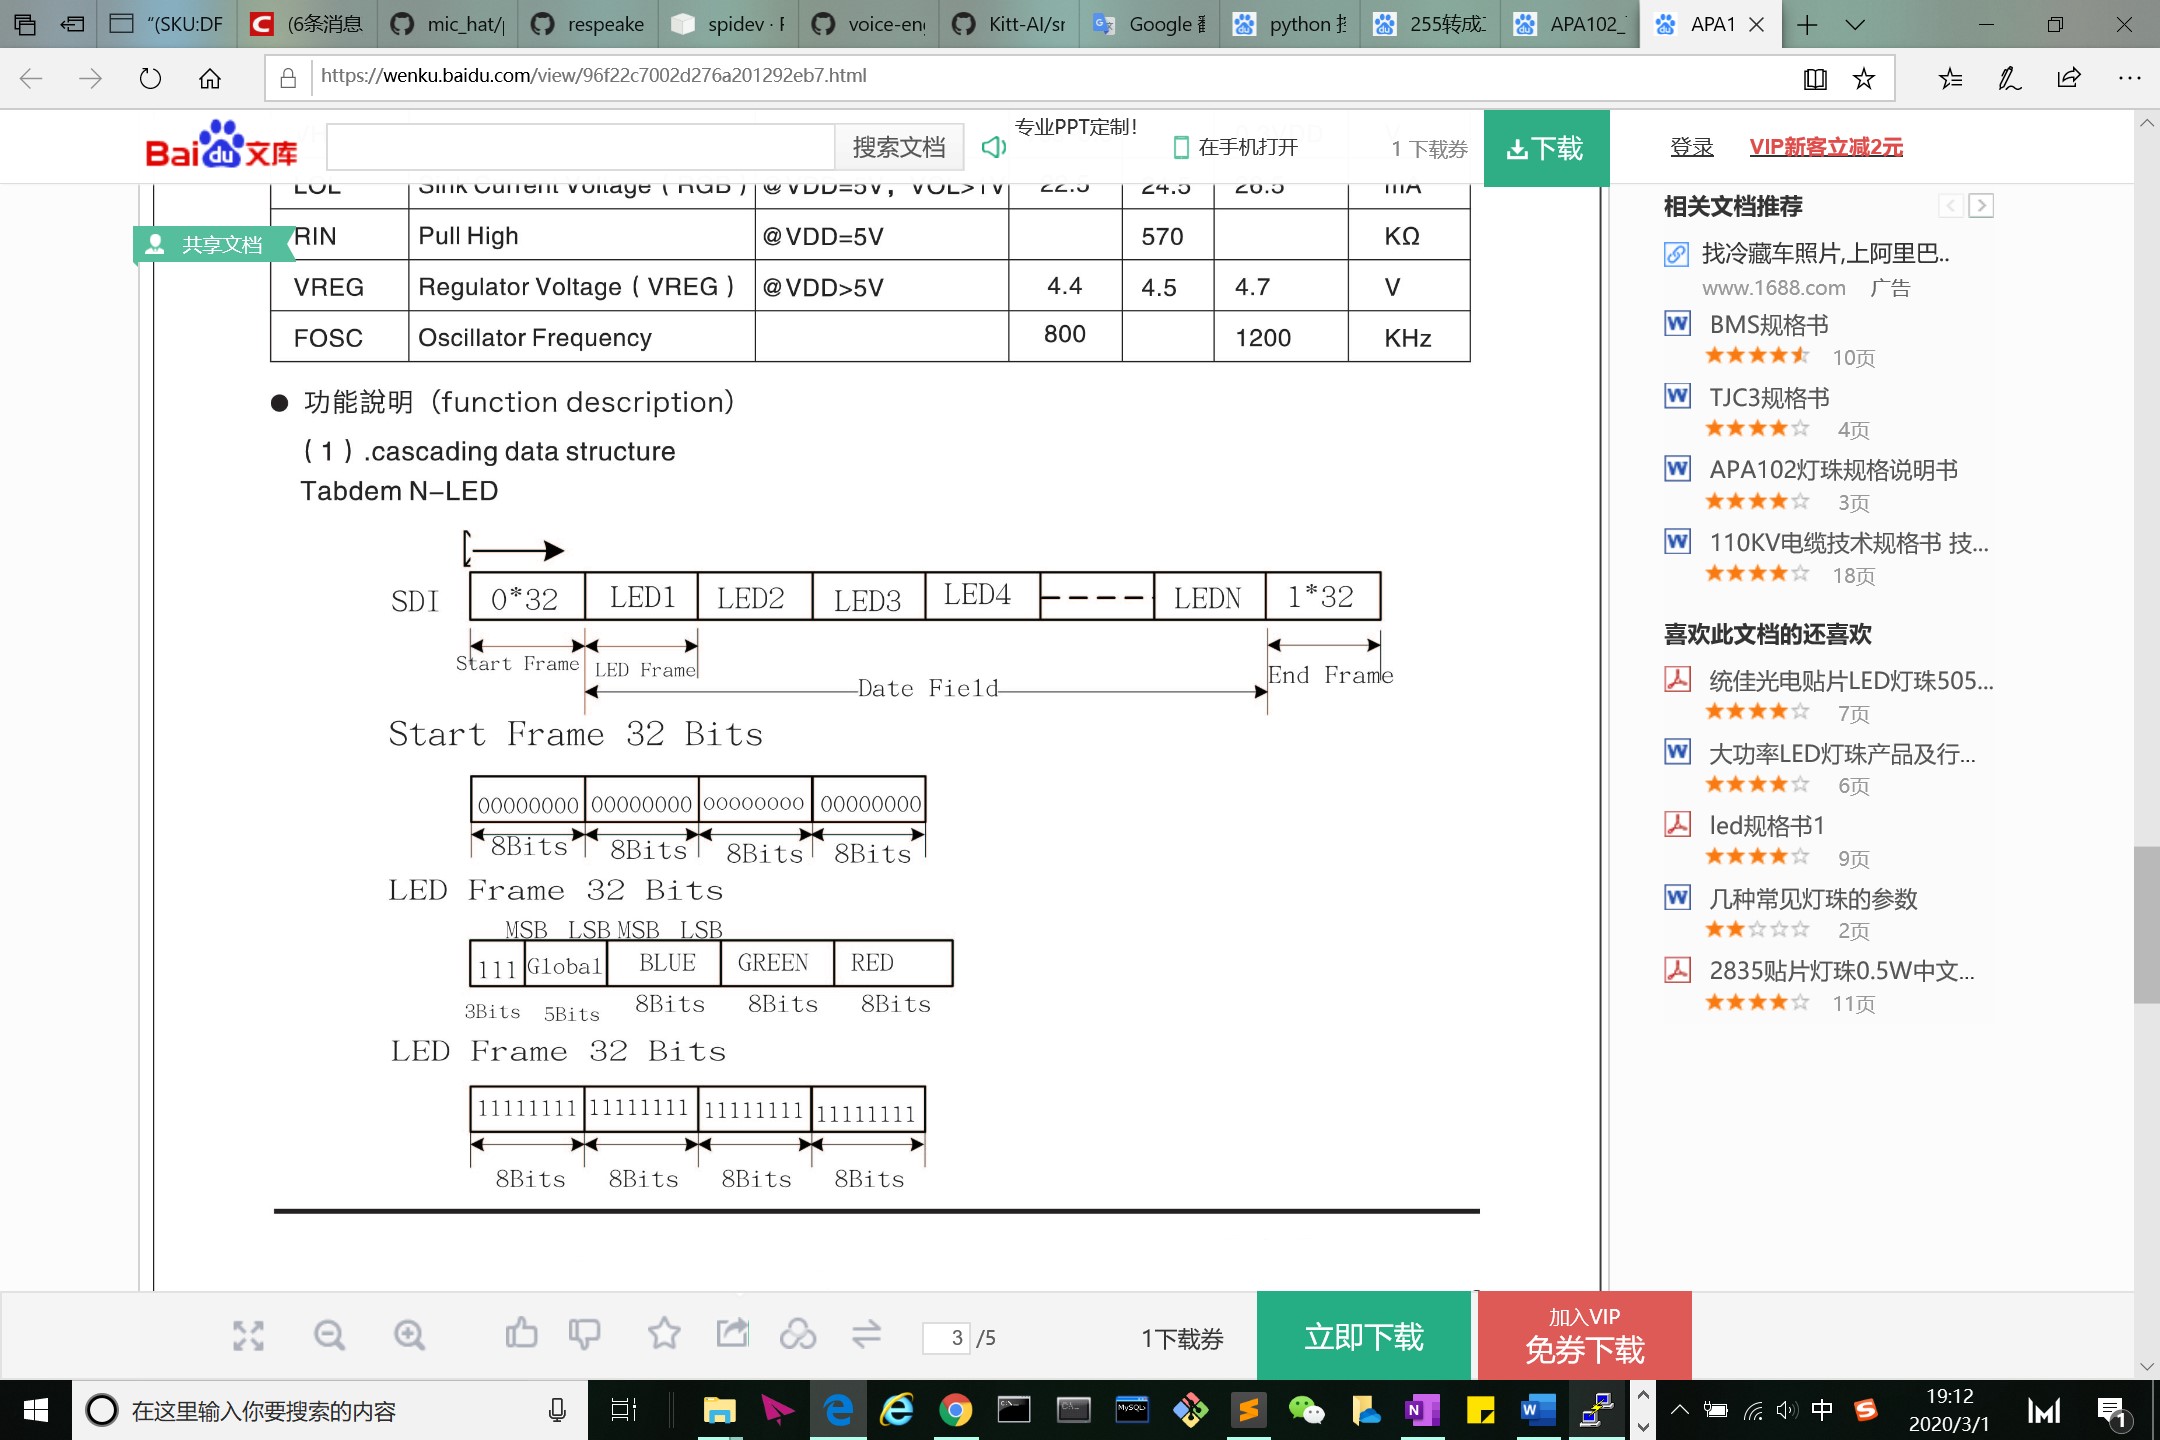 “(SKU:DF
(6条消息
mic_hat/
respeake
spidev · F
voice-en
Kitt-AI/sr
Google
python
255转成
APA102_
APA1
https://wenku.baidu.com/view/96f22c7002d276a201292eb7.html
Bai du 文库
搜索文档
专业PPT定制!
在手机打开
1 下载券
下载
登录
VIP新客立减2元
IOL Sink Current Voltage（RGB） @VDD=5V，VOL>1V 22.5 24.5 26.5 mA
共享文档
RIN Pull High @VDD=5V 570 KΩ
VREG Regulator Voltage（VREG） @VDD>5V 4.4 4.5 4.7 V
FOSC Oscillator Frequency 800 1200 KHz
● 功能說明（function description）
（1）.cascading data structure
Tabdem N–LED
SDI 0*32 LED1 LED2 LED3 LED4 LEDN 1*32
Start Frame LED Frame End Frame
Date Field
Start Frame 32 Bits
00000000 00000000 00000000 00000000
8Bits 8Bits 8Bits 8Bits
LED Frame 32 Bits
MSB LSB MSB LSB
111 Global BLUE GREEN RED
3Bits 5Bits 8Bits 8Bits 8Bits
LED Frame 32 Bits
11111111 11111111 11111111 11111111
8Bits 8Bits 8Bits 8Bits
相关文档推荐
找冷藏车照片,上阿里巴..
www.1688.com 广告
BMS规格书
10页
TJC3规格书
4页
APA102灯珠规格说明书
3页
110KV电缆技术规格书 技...
18页
喜欢此文档的还喜欢
统佳光电贴片LED灯珠505...
7页
大功率LED灯珠产品及行...
6页
led规格书1
9页
几种常见灯珠的参数
2页
2835贴片灯珠0.5W中文...
11页
3 /5
1下载券
立即下载
加入VIP
免券下载
在这里输入你要搜索的内容
MySQL
中
19:12
2020/3/1
1